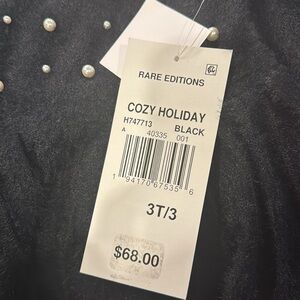 RARE EDITIONS
COZY HOLIDAY
H747713 BLACK
A 40335 001
1 94170 67535 6
3T/3
$68.00